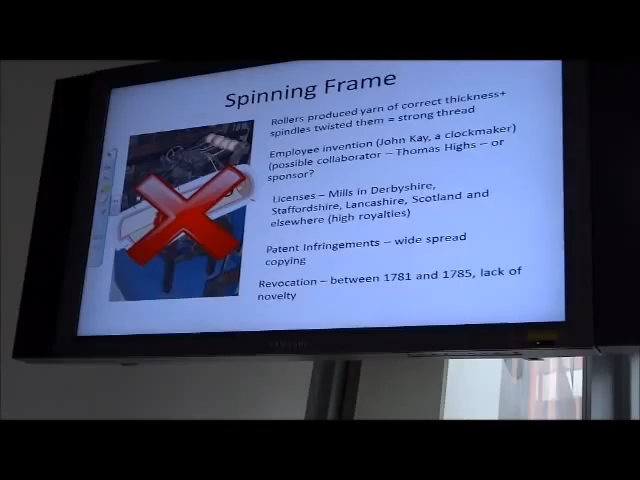 Spinning Frame
Rollers produced yarn of correct thickness+
spindles twisted them = strong thread
Employee invention (John Kay, a clockmaker)
(possible collaborator – Thomas Highs – or
sponsor?
Licenses – Mills in Derbyshire,
Staffordshire, Lancashire, Scotland and
elsewhere (high royalties)
Patent Infringements – wide spread
copying
Revocation – between 1781 and 1785, lack of
novelty
SAMSUNG